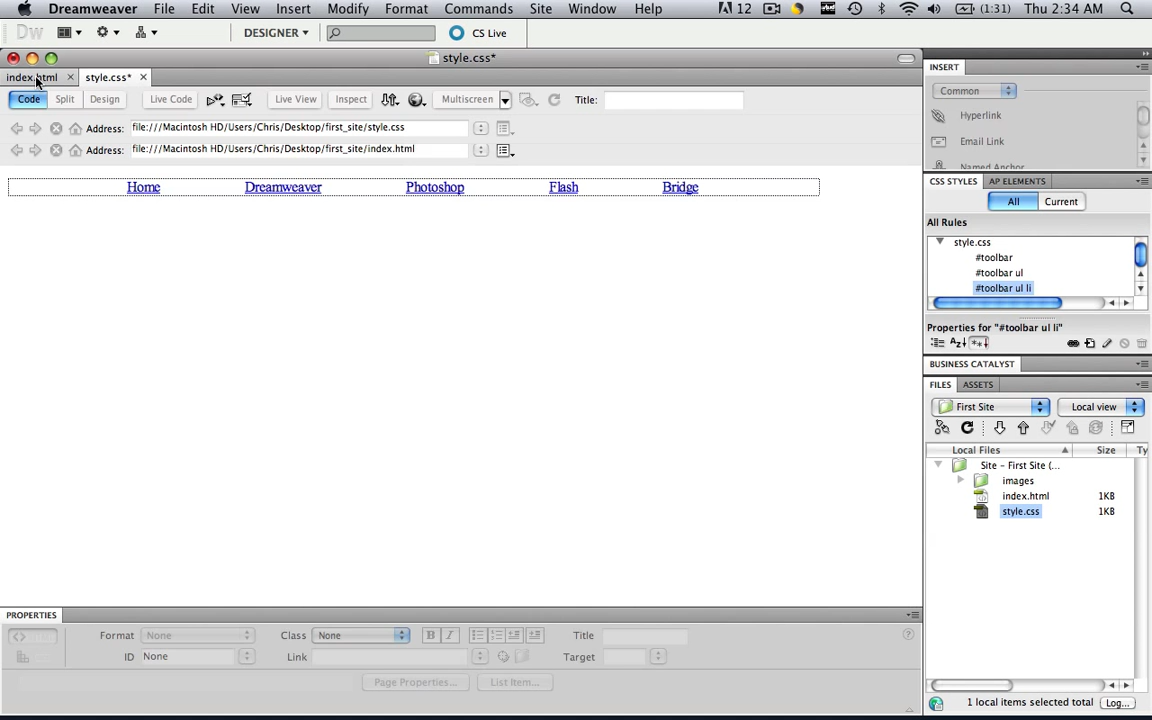 Dreamweaver File Edit View Insert Modify Format Commands Site Window Help 12 (1:31) Thu 2:34 AM
Dw DESIGNER CS Live
style.css*
index.html style.css*
Code Split Design Live Code Live View Inspect Multiscreen Title:
Address: file:///Macintosh HD/Users/Chris/Desktop/first_site/style.css
Address: file:///Macintosh HD/Users/Chris/Desktop/first_site/index.html
Home Dreamweaver Photoshop Flash Bridge
INSERT
Common
Hyperlink
Email Link
Named Anchor
CSS STYLES AP ELEMENTS
All Current
All Rules
style.css
#toolbar
#toolbar ul
#toolbar ul li
Properties for "#toolbar ul li"
BUSINESS CATALYST
FILES ASSETS
First Site Local view
Local Files Size Ty
Site - First Site (...
images
index.html 1KB
style.css 1KB
1 local items selected total Log...
PROPERTIES
Format None Class None B I Title
ID None Link Target
Page Properties... List Item...